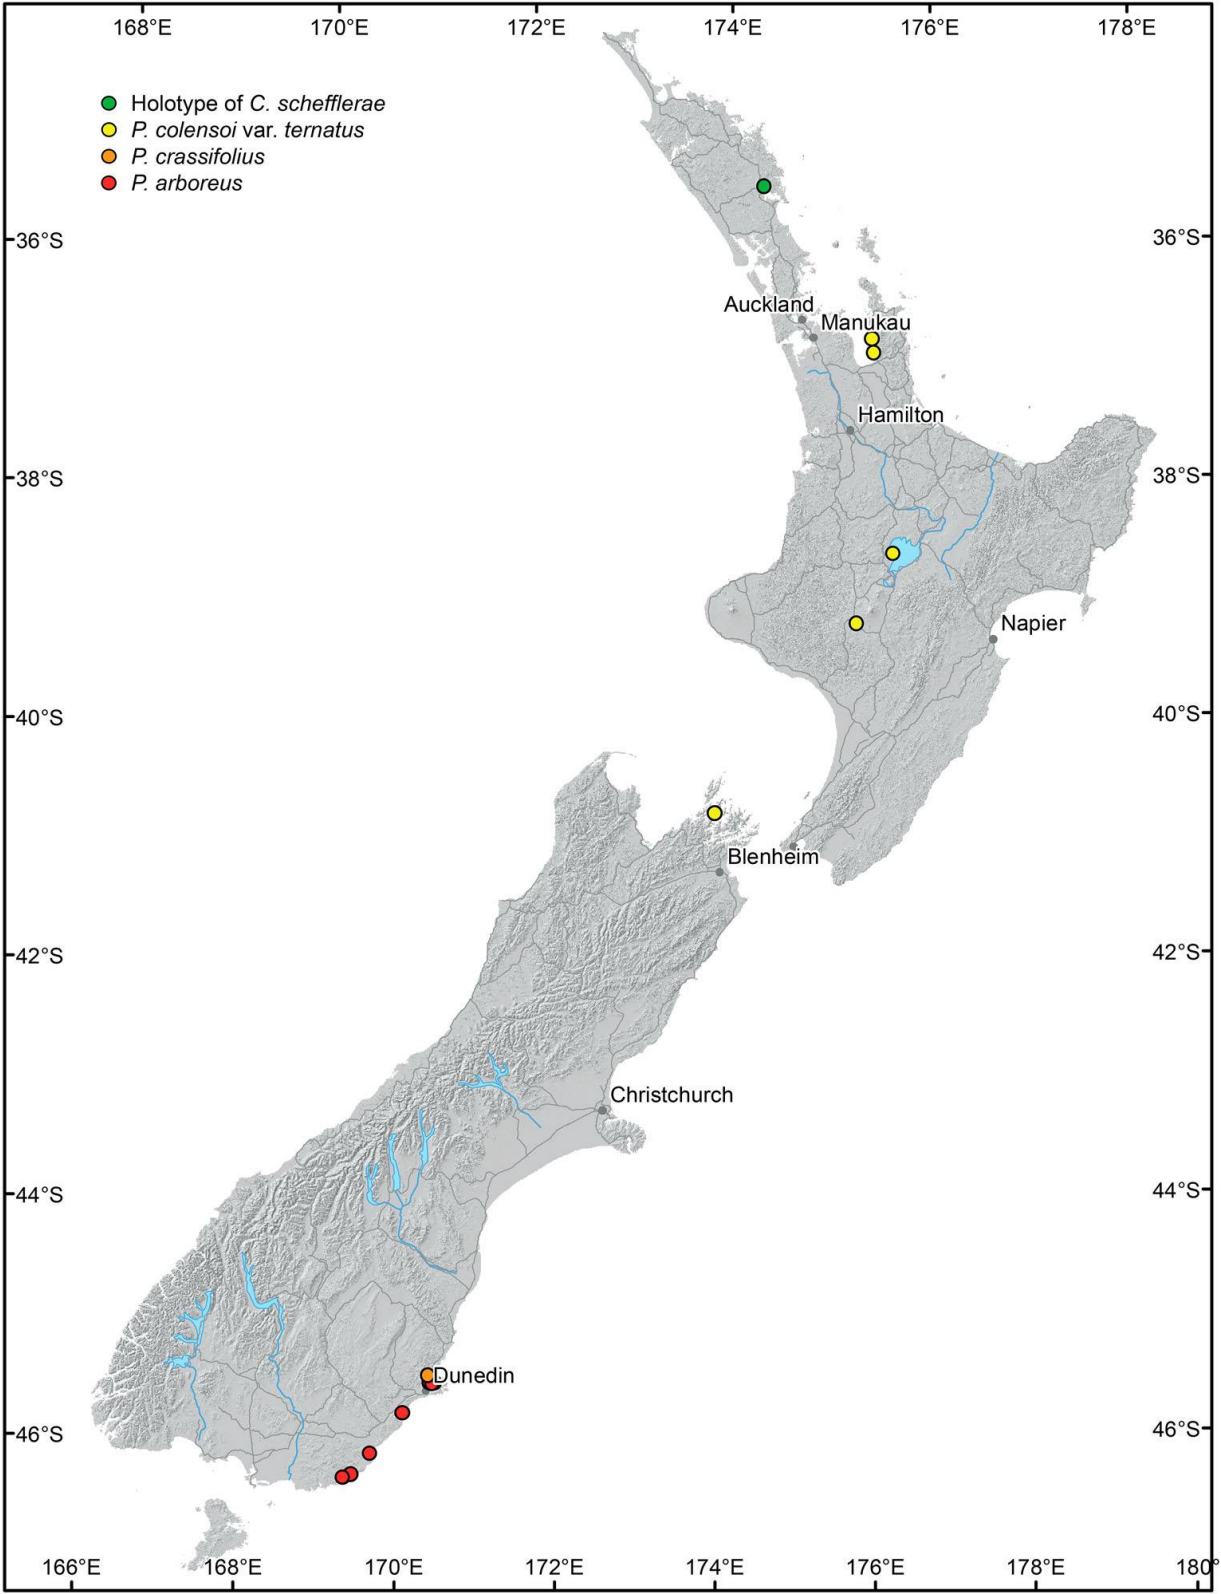 168°E 170°E 172°E 174°E 176°E 178°E
Holotype of C. schefflerae
P. colensoi var. ternatus
P. crassifolius
P. arboreus
36°S 36°S
Auckland
Manukau
Hamilton
38°S 38°S
Napier
40°S 40°S
Blenheim
42°S 42°S
Christchurch
44°S 44°S
Dunedin
46°S 46°S
166°E 168°E 170°E 172°E 174°E 176°E 178°E 180°